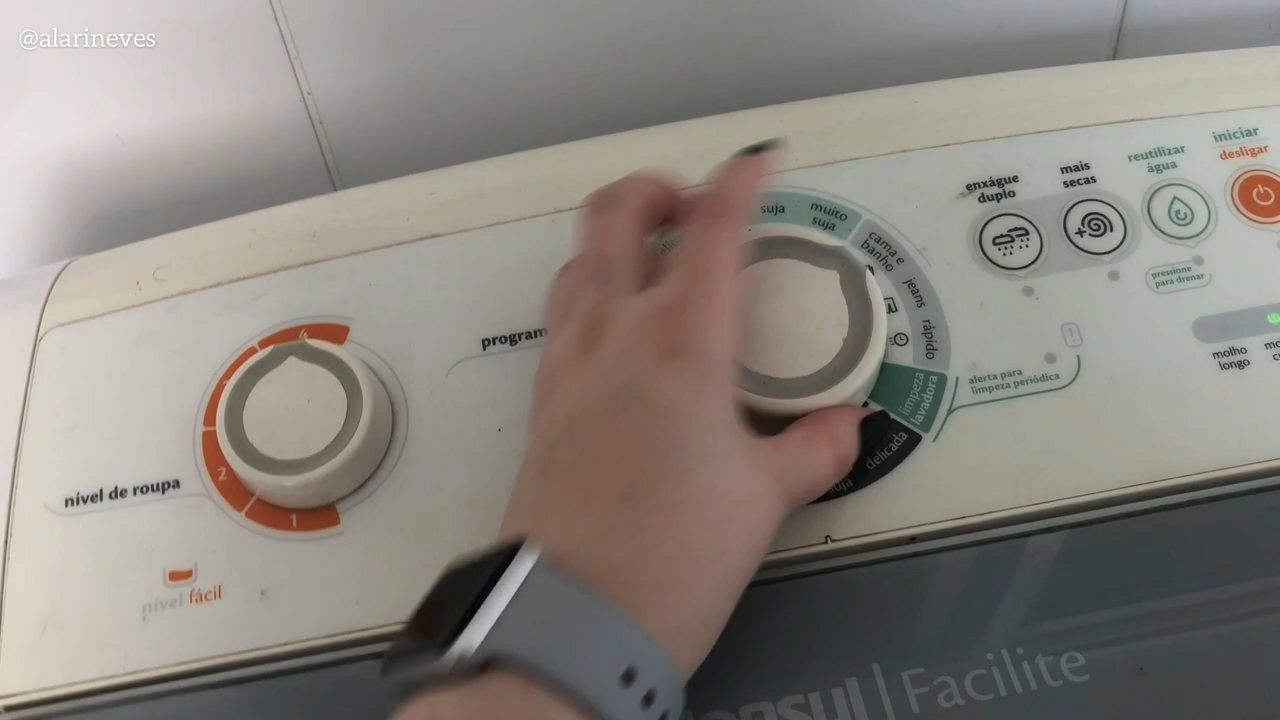 @alarineves
iniciar
desligar
reutilizar
água
mais
secas
enxágue
duplo
pressione
para drenar
suja
muito
suja
cama e
banho
jeans
rápido
limpeza
lavadora
delicada
suja
alerta para
limpeza periódica
molho
longo
program
4
2
1
nível de roupa
nível fácil
Facilite